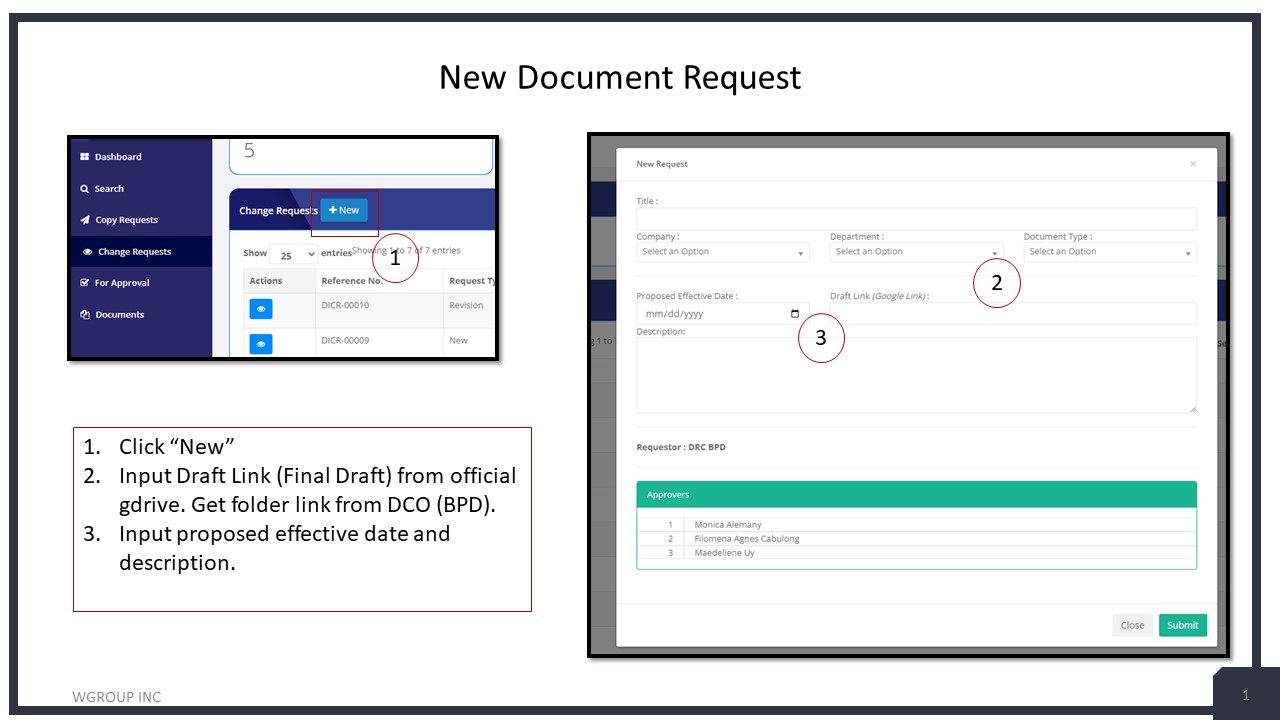 New Document Request
Dashboard
Search
Copy Requests
Change Requests
For Approval
Documents
5
Change Requests
+ New
Show 25 entries
Showing 1 to 7 of 7 entries
1
Actions Reference No. Request Ty
DICR-00010 Revision
DICR-00009 New
New Request ×
Title :
Company : Department : Document Type :
Select an Option Select an Option Select an Option
2
Proposed Effective Date : Draft Link (Google Link) :
mm/dd/yyyy
3
Description:
g 1 to
Se
Requestor : DRC BPD
Approvers
1 Monica Alemany
2 Filomena Agnes Cabulong
3 Maedeliene Uy
Close Submit
1. Click “New”
2. Input Draft Link (Final Draft) from official
gdrive. Get folder link from DCO (BPD).
3. Input proposed effective date and
description.
WGROUP INC
1